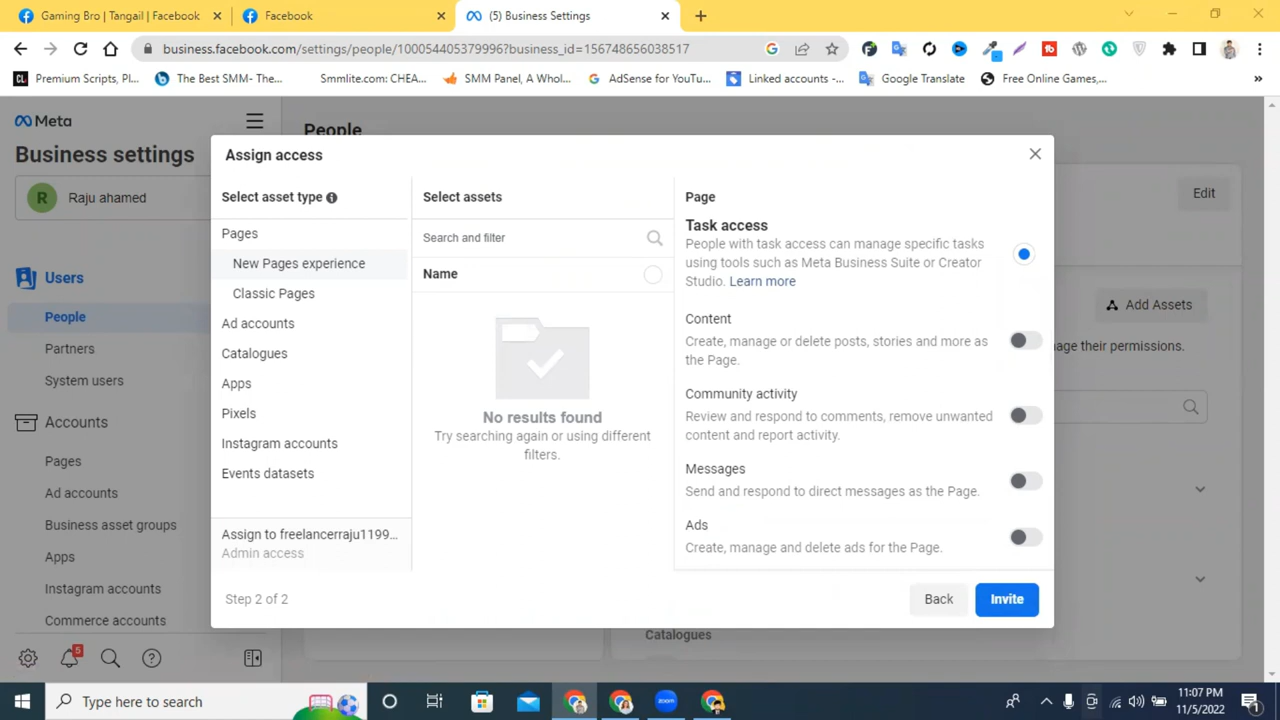 Gaming Bro | Tangail | Facebook
Facebook
(5) Business Settings
business.facebook.com/settings/people/100054405379996?business_id=156748656038517
Premium Scripts, Pl...
The Best SMM- The...
Smmlite.com: CHEA...
SMM Panel, A Whol...
AdSense for YouTu...
Linked accounts -...
Google Translate
Free Online Games,...
»
Meta
Business settings
R
Raju ahamed
Users
People
Partners
System users
Accounts
Pages
Ad accounts
Business asset groups
Apps
Instagram accounts
Commerce accounts
5
People
Edit
Add Assets
nage their permissions.
Catalogues
Assign access
Select asset type
Pages
New Pages experience
Classic Pages
Ad accounts
Catalogues
Apps
Pixels
Instagram accounts
Events datasets
Assign to freelancerraju1199...
Admin access
Select assets
Search and filter
Name
No results found
Try searching again or using different
filters.
Page
Task access
People with task access can manage specific tasks
using tools such as Meta Business Suite or Creator
Studio. Learn more
Content
Create, manage or delete posts, stories and more as
the Page.
Community activity
Review and respond to comments, remove unwanted
content and report activity.
Messages
Send and respond to direct messages as the Page.
Ads
Create, manage and delete ads for the Page.
Step 2 of 2
Back
Invite
Type here to search
zoom
11:07 PM
11/5/2022
1